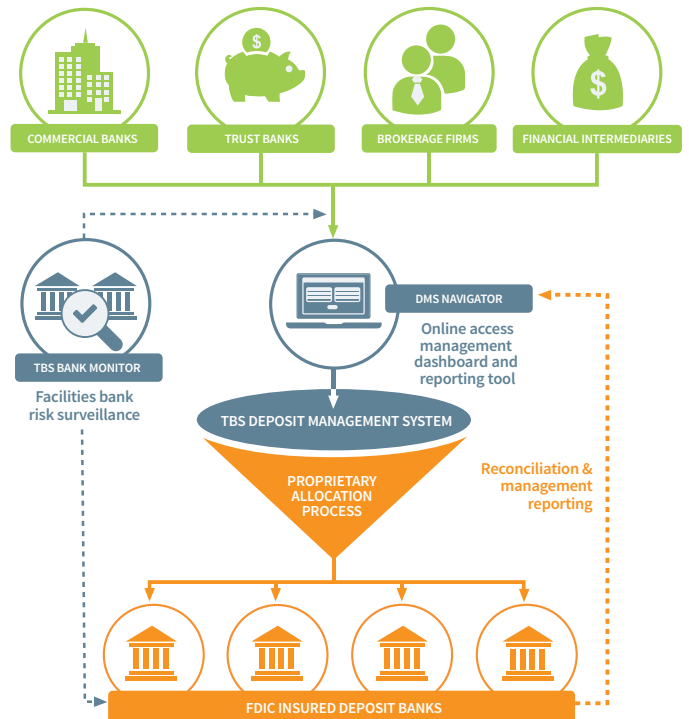 $
$
COMMERCIAL BANKS
TRUST BANKS
BROKERAGE FIRMS
FINANCIAL INTERMEDIARIES
DMS NAVIGATOR
Online access
management
dashboard and
reporting tool
TBS BANK MONITOR
Facilities bank
risk surveillance
TBS DEPOSIT MANAGEMENT SYSTEM
PROPRIETARY
ALLOCATION
PROCESS
Reconciliation &
management
reporting
FDIC INSURED DEPOSIT BANKS